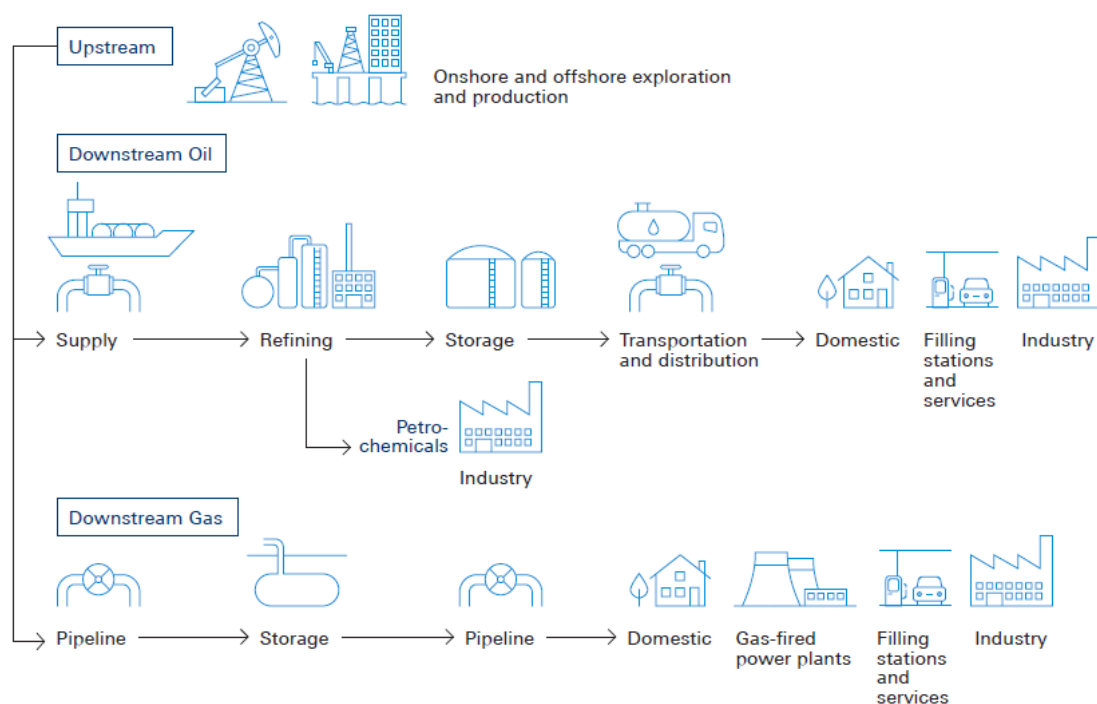 Upstream
Onshore and offshore exploration
and production
Downstream Oil
Supply
Refining
Storage
Transportation
and distribution
Domestic
Filling
stations
and
services
Industry
Petro-
chemicals
Industry
Downstream Gas
Pipeline
Storage
Pipeline
Domestic
Gas-fired
power plants
Filling
stations
and
services
Industry